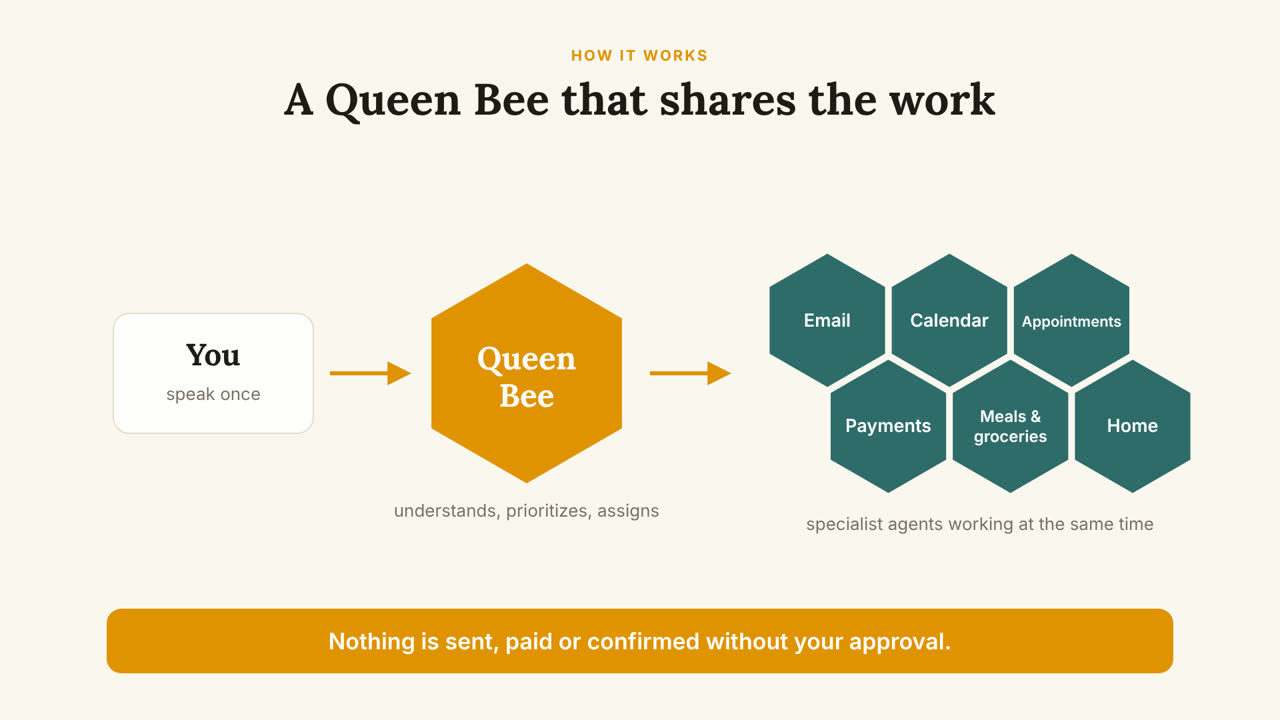 HOW IT WORKS
A Queen Bee that shares the work
You
speak once
Queen
Bee
understands, prioritizes, assigns
Email
Calendar
Appointments
Payments
Meals &
groceries
Home
specialist agents working at the same time
Nothing is sent, paid or confirmed without your approval.